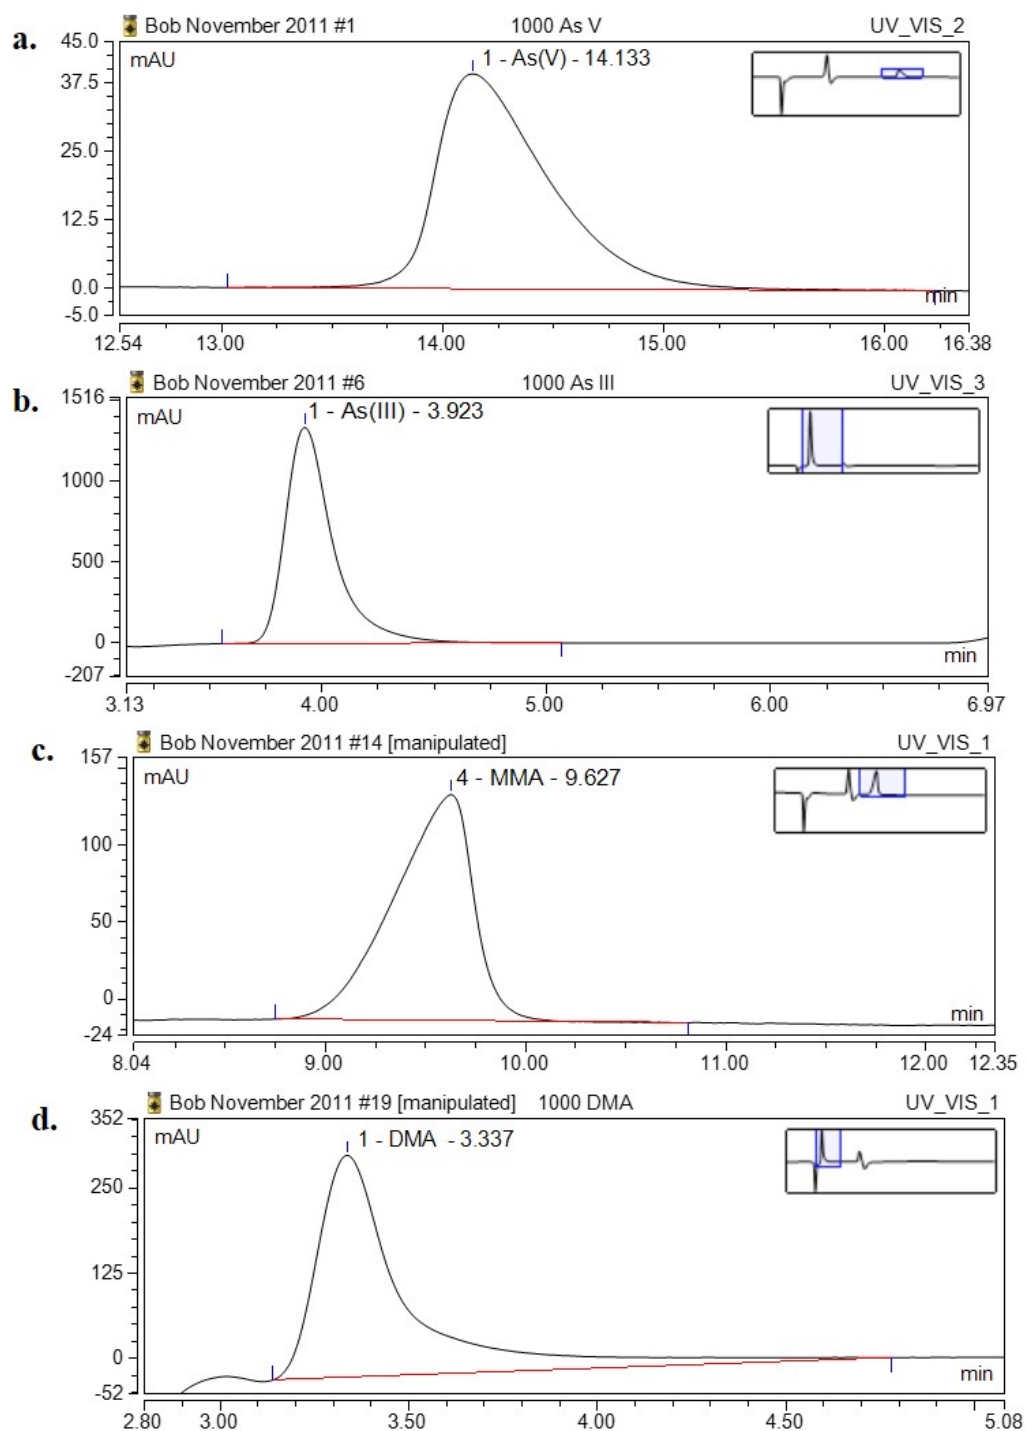 a.
Bob November 2011 #1 1000 As V UV_VIS_2
45.0
mAU
1 - As(V) - 14.133
37.5
25.0
12.5
0.0
min
-5.0
12.54 13.00 14.00 15.00 16.00 16.38
b.
Bob November 2011 #6 1000 As III UV_VIS_3
1516
mAU
1 - As(III) - 3.923
1000
500
0
min
-207
3.13 4.00 5.00 6.00 6.97
c.
Bob November 2011 #14 [manipulated] UV_VIS_1
157
mAU
4 - MMA - 9.627
100
50
0
min
-24
8.04 9.00 10.00 11.00 12.00 12.35
d.
Bob November 2011 #19 [manipulated] 1000 DMA UV_VIS_1
352
mAU
1 - DMA - 3.337
250
125
0
min
-52
2.80 3.00 3.50 4.00 4.50 5.08